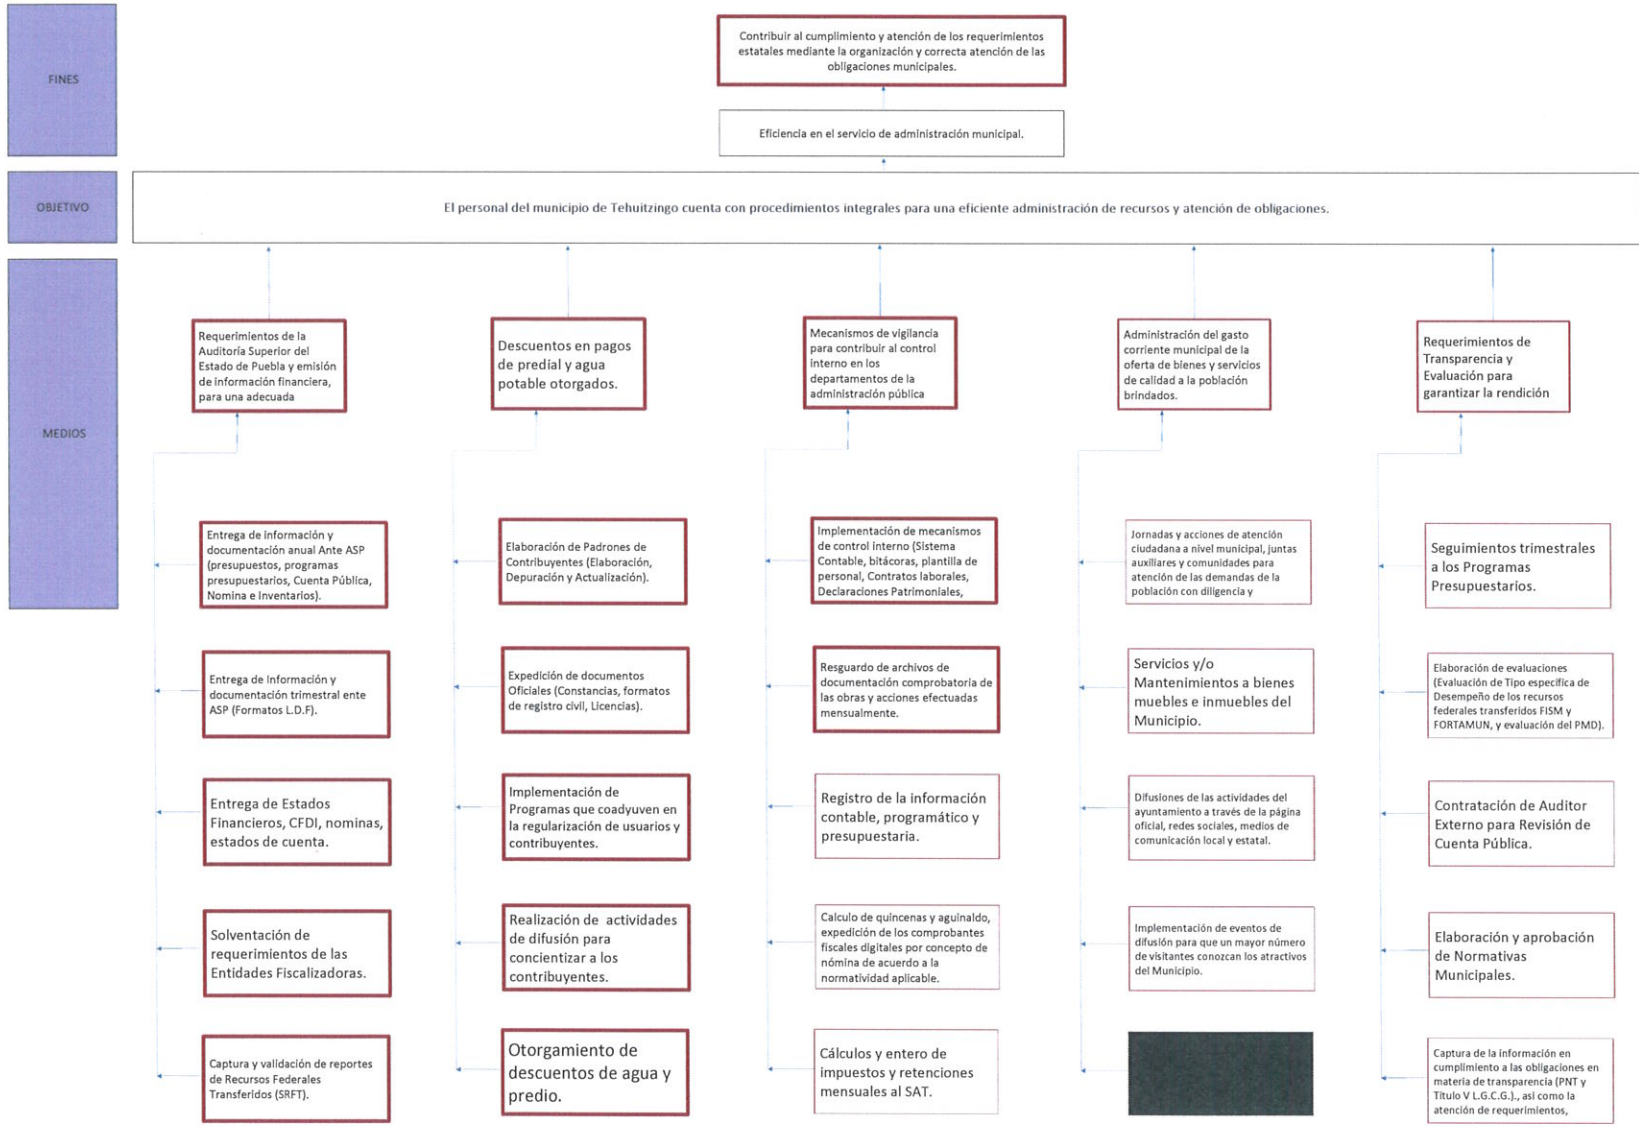 FINES
Contribuir al cumplimiento y atención de los requerimientos
estatales mediante la organización y correcta atención de las
obligaciones municipales.
Eficiencia en el servicio de administración municipal.
OBJETIVO
El personal del municipio de Tehuitzingo cuenta con procedimientos integrales para una eficiente administración de recursos y atención de obligaciones.
MEDIOS
Requerimientos de la
Auditoría Superior del
Estado de Puebla y emisión
de información financiera,
para una adecuada
Descuentos en pagos
de predial y agua
potable otorgados.
Mecanismos de vigilancia
para contribuir al control
interno en los
departamentos de la
administración pública
Administración del gasto
corriente municipal de la
oferta de bienes y servicios
de calidad a la población
brindados.
Requerimientos de
Transparencia y
Evaluación para
garantizar la rendición
Entrega de información y
documentación anual Ante ASP
(presupuestos, programas
presupuestarios, Cuenta Pública,
Nomina e Inventarios).
Elaboración de Padrones de
Contribuyentes (Elaboración,
Depuración y Actualización).
Implementación de mecanismos
de control interno (Sistema
Contable, bitácoras, plantilla de
personal, Contratos laborales,
Declaraciones Patrimoniales,
Jornadas y acciones de atención
ciudadana a nivel municipal, juntas
auxiliares y comunidades para
atención de las demandas de la
población con diligencia y
Seguimientos trimestrales
a los Programas
Presupuestarios.
Entrega de Información y
documentación trimestral ente
ASP (Formatos L.D.F).
Expedición de documentos
Oficiales (Constancias, formatos
de registro civil, Licencias).
Resguardo de archivos de
documentación comprobatoria de
las obras y acciones efectuadas
mensualmente.
Servicios y/o
Mantenimientos a bienes
muebles e inmuebles del
Municipio.
Elaboración de evaluaciones
(Evaluación de Tipo específica de
Desempeño de los recursos
federales transferidos FISM y
FORTAMUN, y evaluación del PMD).
Entrega de Estados
Financieros, CFDI, nominas,
estados de cuenta.
Implementación de
Programas que coadyuven en
la regularización de usuarios y
contribuyentes.
Registro de la información
contable, programático y
presupuestaria.
Difusiones de las actividades del
ayuntamiento a través de la página
oficial, redes sociales, medios de
comunicación local y estatal.
Contratación de Auditor
Externo para Revisión de
Cuenta Pública.
Solventación de
requerimientos de las
Entidades Fiscalizadoras.
Realización de actividades
de difusión para
concientizar a los
contribuyentes.
Calculo de quincenas y aguinaldo,
expedición de los comprobantes
fiscales digitales por concepto de
nómina de acuerdo a la
normatividad aplicable.
Implementación de eventos de
difusión para que un mayor número
de visitantes conozcan los atractivos
del Municipio.
Elaboración y aprobación
de Normativas
Municipales.
Captura y validación de reportes
de Recursos Federales
Transferidos (SRFT).
Otorgamiento de
descuentos de agua y
predio.
Cálculos y entero de
impuestos y retenciones
mensuales al SAT.
Captura de la información en
cumplimiento a las obligaciones en
materia de transparencia (PNT y
Titulo V L.G.C.G.)., asi como la
atención de requerimientos,